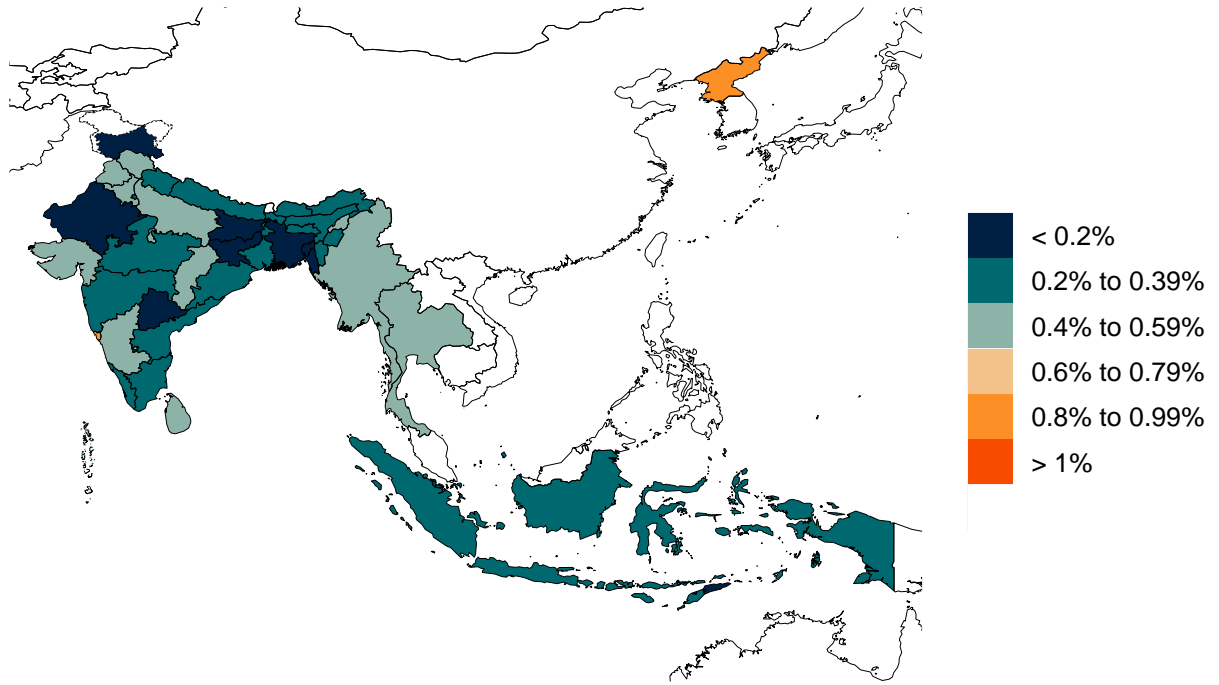 < 0.2%
0.2% to 0.39%
0.4% to 0.59%
0.6% to 0.79%
0.8% to 0.99%
> 1%